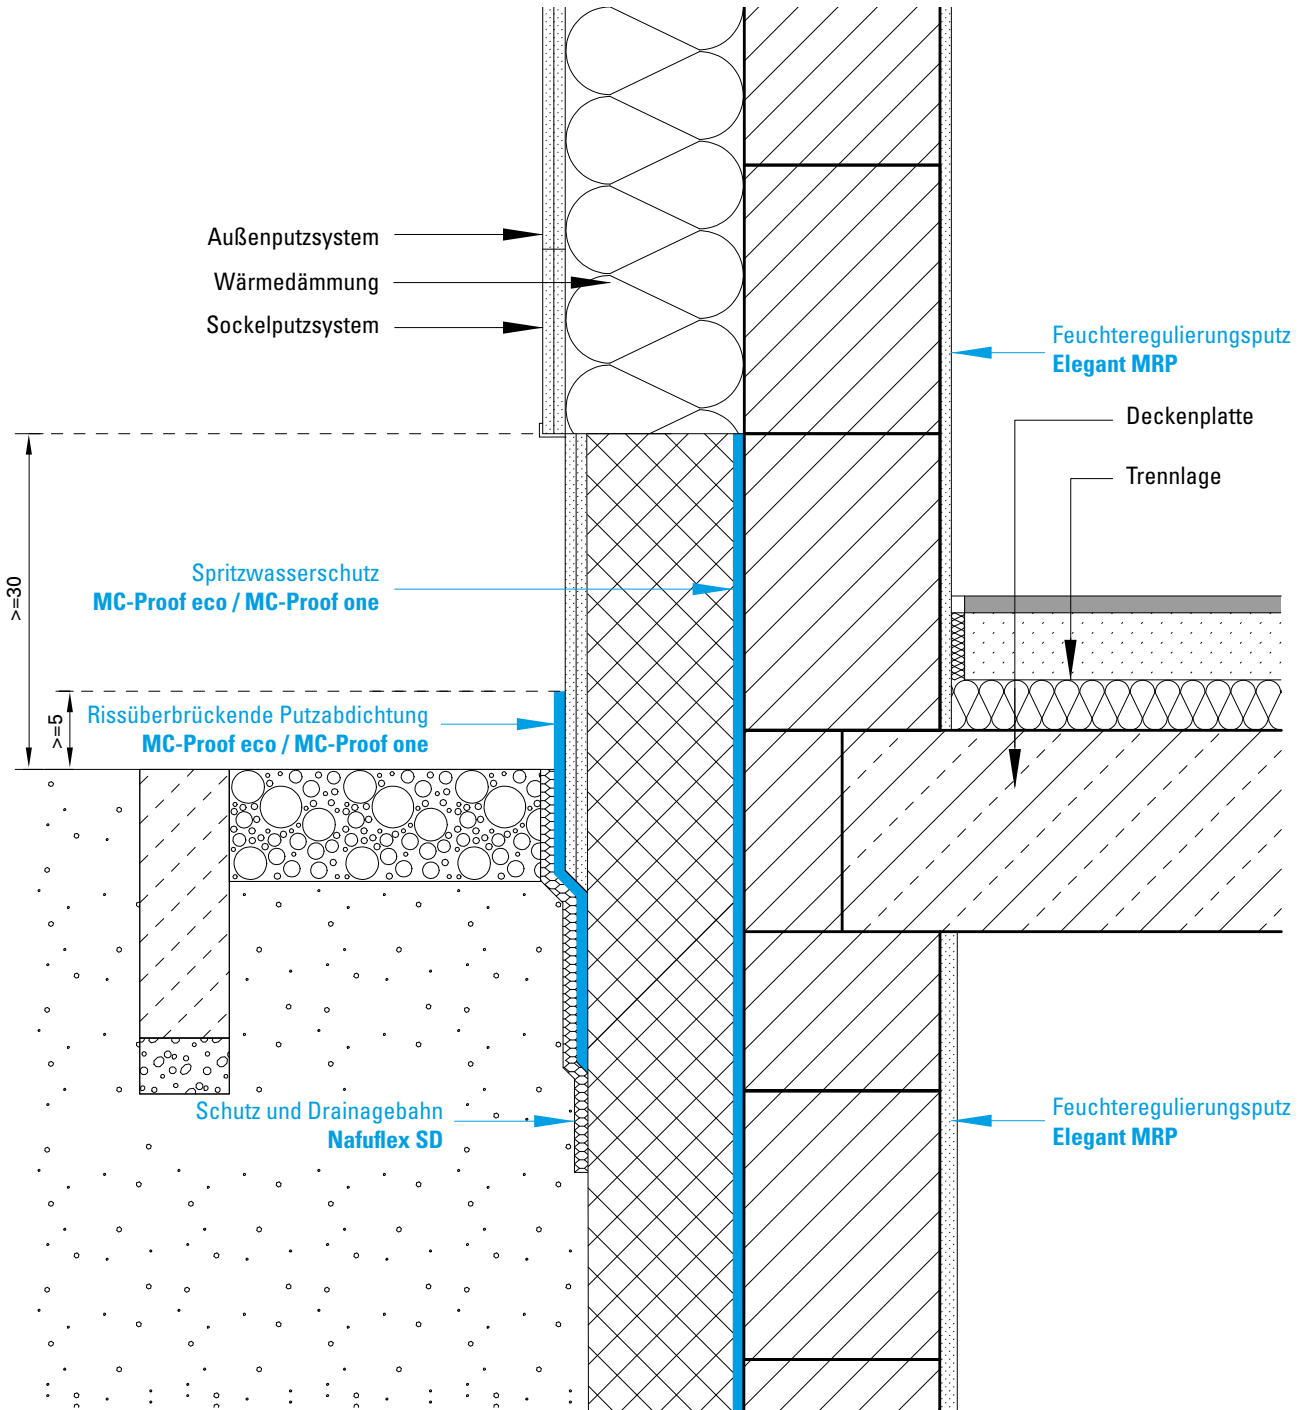 Außenputzsystem
Wärmedämmung
Sockelputzsystem
Feuchteregulierungsputz
Elegant MRP
Deckenplatte
Trennlage
>=30
Spritzwasserschutz
MC-Proof eco / MC-Proof one
>=5
Rissüberbrückende Putzabdichtung
MC-Proof eco / MC-Proof one
Schutz und Drainagebahn
Nafuflex SD
Feuchteregulierungsputz
Elegant MRP